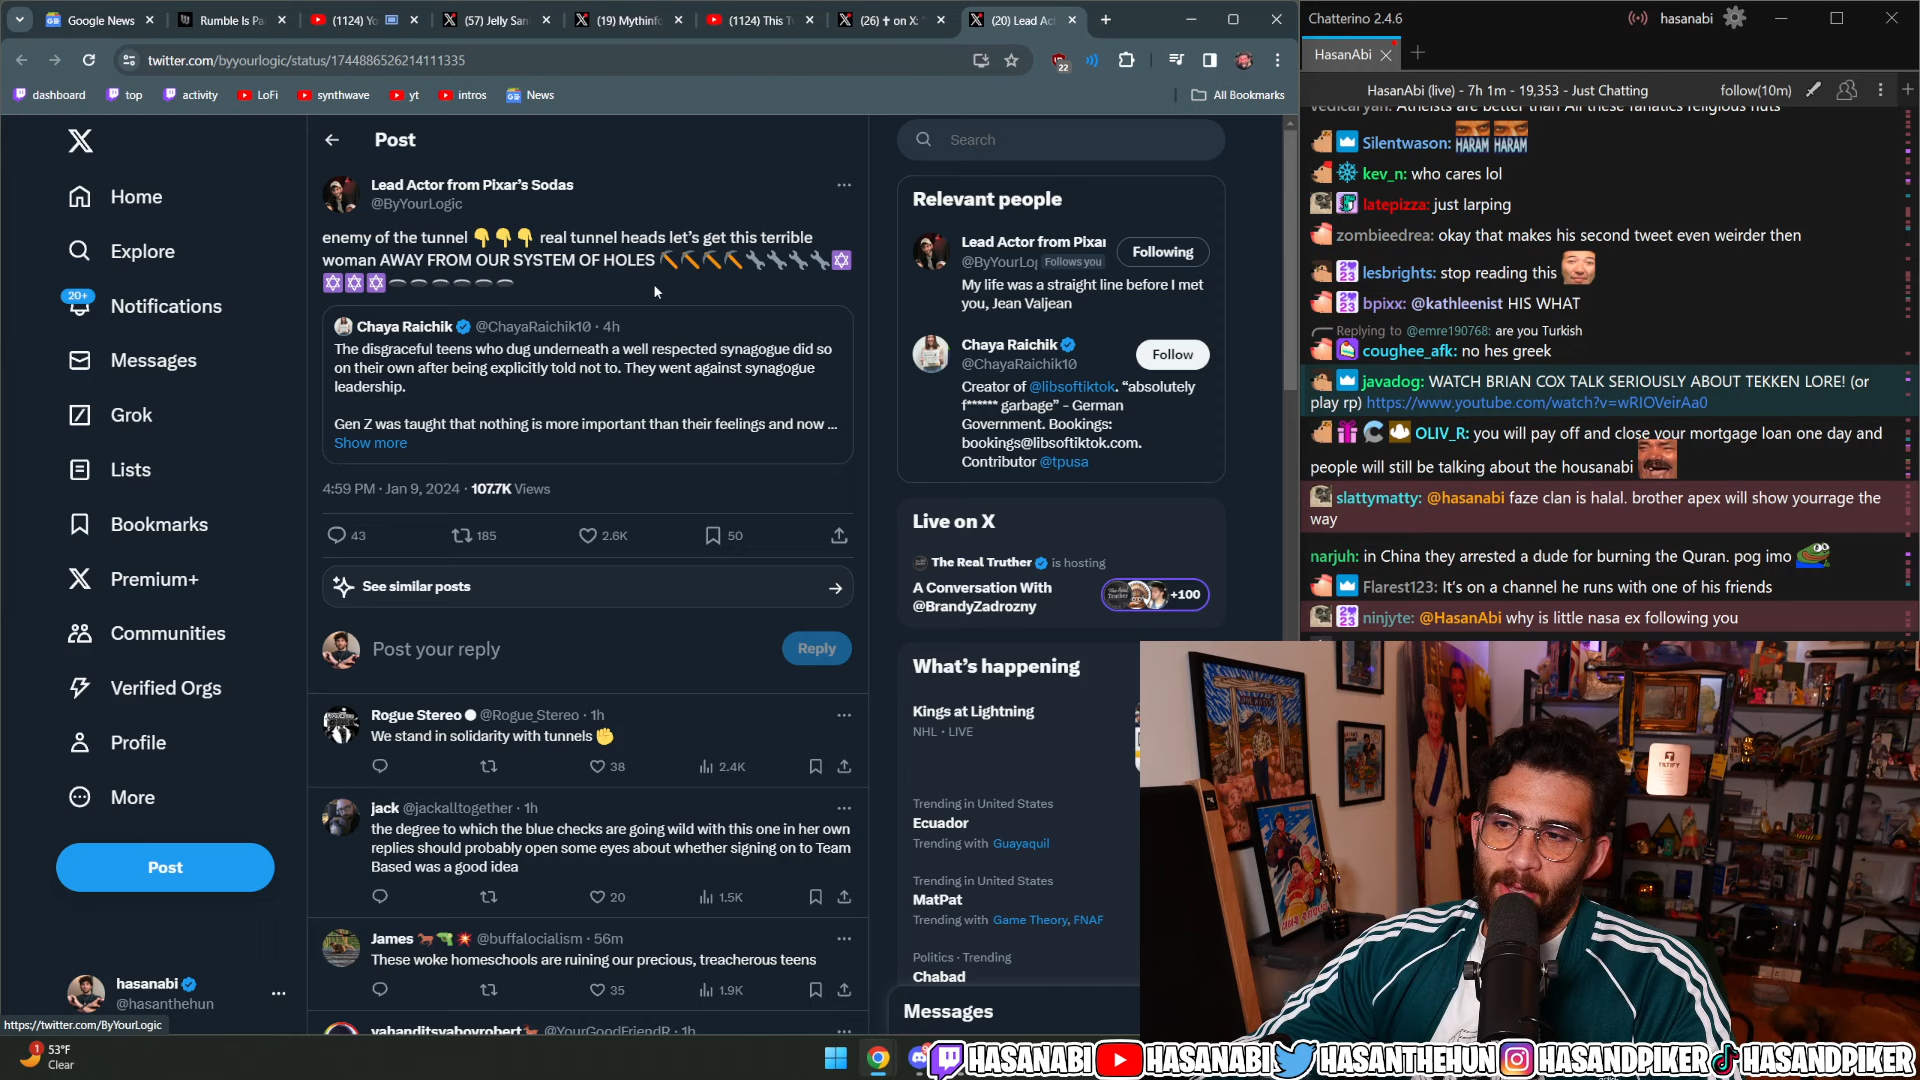 Google News
Rumble Is Pa
(1124) Yo
(57) Jelly San
(19) Mythinfo
(1124) This T
(26) ✝ on X: "
(20) Lead Ac
twitter.com/byyourlogic/status/1744886526214111335
22
dashboard
top
activity
LoFi
synthwave
yt
intros
News
All Bookmarks
Home
Explore
20+
Notifications
Messages
Grok
Lists
Bookmarks
Premium+
Communities
Verified Orgs
Profile
More
Post
hasanabi
@hasanthehun
https://twitter.com/ByYourLogic
Post
Lead Actor from Pixar's Sodas
@ByYourLogic
enemy of the tunnel 👇👇👇 real tunnel heads let's get this terrible
woman AWAY FROM OUR SYSTEM OF HOLES ⛏️⛏️⛏️⛏️🔧🔧🔧🔧✡️
✡️✡️✡️🕳️🕳️🕳️🕳️🕳️🕳️
Chaya Raichik @ChayaRaichik10 · 4h
The disgraceful teens who dug underneath a well respected synagogue did so
on their own after being explicitly told not to. They went against synagogue
leadership.
Gen Z was taught that nothing is more important than their feelings and now ...
Show more
4:59 PM · Jan 9, 2024 · 107.7K Views
43
185
2.6K
50
See similar posts
Post your reply
Reply
Rogue Stereo @Rogue_Stereo · 1h
We stand in solidarity with tunnels ✊
38
2.4K
jack @jackalltogether · 1h
the degree to which the blue checks are going wild with this one in her own
replies should probably open some eyes about whether signing on to Team
Based was a good idea
20
1.5K
James 🐎🔫💥 @buffalocialism · 56m
These woke homeschools are ruining our precious, treacherous teens
35
1.9K
vahanditsyaboyrobert @YourGoodFriendR · 1h
Search
Relevant people
Lead Actor from Pixar
@ByYourLogi Follows you
Following
My life was a straight line before I met
you, Jean Valjean
Chaya Raichik
@ChayaRaichik10
Follow
Creator of @libsoftiktok. "absolutely
f****** garbage" - German
Government. Bookings:
bookings@libsoftiktok.com.
Contributor @tpusa
Live on X
The Real Truther is hosting
A Conversation With
@BrandyZadrozny
+100
What's happening
Kings at Lightning
NHL · LIVE
Trending in United States
Ecuador
Trending with Guayaquil
Trending in United States
MatPat
Trending with Game Theory, FNAF
Politics · Trending
Chabad
Messages
Chatterino 2.4.6
hasanabi
HasanAbi
HasanAbi (live) - 7h 1m - 19,353 - Just Chatting
follow(10m)
vedicaryan: Atheists are better than All these fanatics religious nuts
Silentwason: HARAM HARAM
kev_n: who cares lol
latepizza: just larping
zombieedrea: okay that makes his second tweet even weirder then
lesbrights: stop reading this
bpixx: @kathleenist HIS WHAT
Replying to @emre190768: are you Turkish
coughee_afk: no hes greek
javadog: WATCH BRIAN COX TALK SERIOUSLY ABOUT TEKKEN LORE! (or
play rp) https://www.youtube.com/watch?v=wRIOVeirAa0
OLIV_R: you will pay off and close your mortgage loan one day and
people will still be talking about the housanabi
slattymatty: @hasanabi faze clan is halal. brother apex will show yourrage the
way
narjuh: in China they arrested a dude for burning the Quran. pog imo
Flarest123: It's on a channel he runs with one of his friends
ninjyte: @HasanAbi why is little nasa ex following you
TILTIFY
1
53°F
Clear
HASANABI
HASANABI
HASANTHEHUN
HASANDPIKER
HASANDPIKER